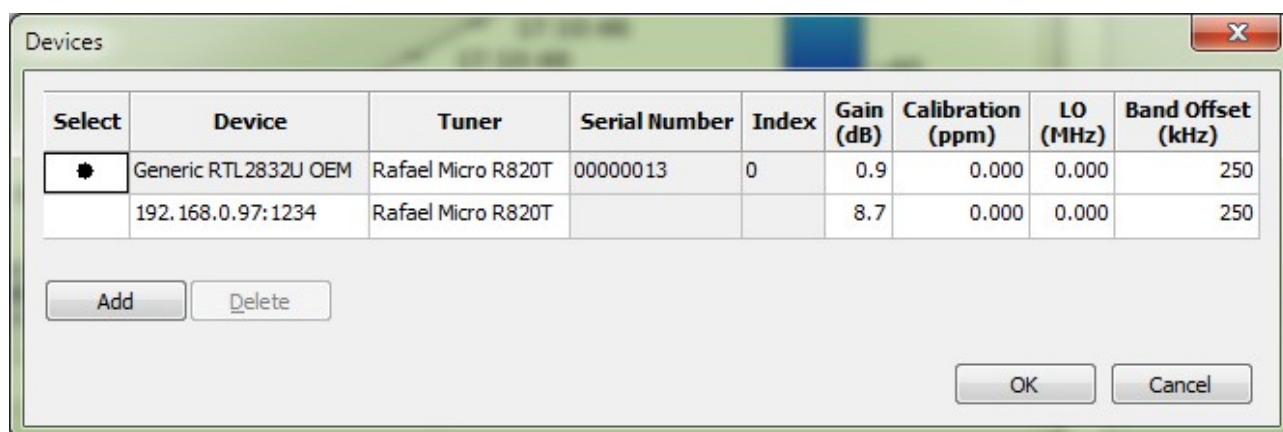 Devices
Select Device Tuner Serial Number Index Gain (dB) Calibration (ppm) LO (MHz) Band Offset (kHz)
Generic RTL2832U OEM Rafael Micro R820T 00000013 0 0.9 0.000 0.000 250
192.168.0.97:1234 Rafael Micro R820T 8.7 0.000 0.000 250
Add Delete
OK Cancel